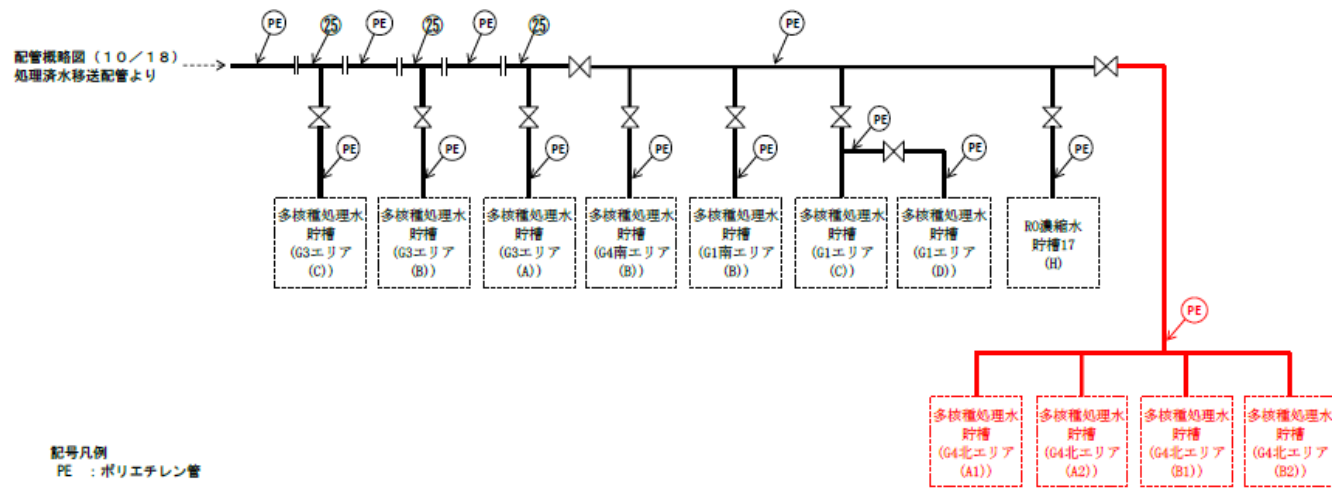 PE
㉕
PE
㉕
PE
㉕
PE
配管概略図(10/18)
処理済水移送配管より
PE
PE
PE
PE
PE
PE
PE
PE
PE
多核種処理水
貯槽
(G3エリア
(C))
多核種処理水
貯槽
(G3エリア
(B))
多核種処理水
貯槽
(G3エリア
(A))
多核種処理水
貯槽
(G4南エリア
(B))
多核種処理水
貯槽
(G1南エリア
(B))
多核種処理水
貯槽
(G1エリア
(C))
多核種処理水
貯槽
(G1エリア
(D))
RO濃縮水
貯槽17
(H)
PE
多核種処理水
貯槽
(G4北エリア
(A1))
多核種処理水
貯槽
(G4北エリア
(A2))
多核種処理水
貯槽
(G4北エリア
(B1))
多核種処理水
貯槽
(G4北エリア
(B2))
記号凡例
PE :ポリエチレン管